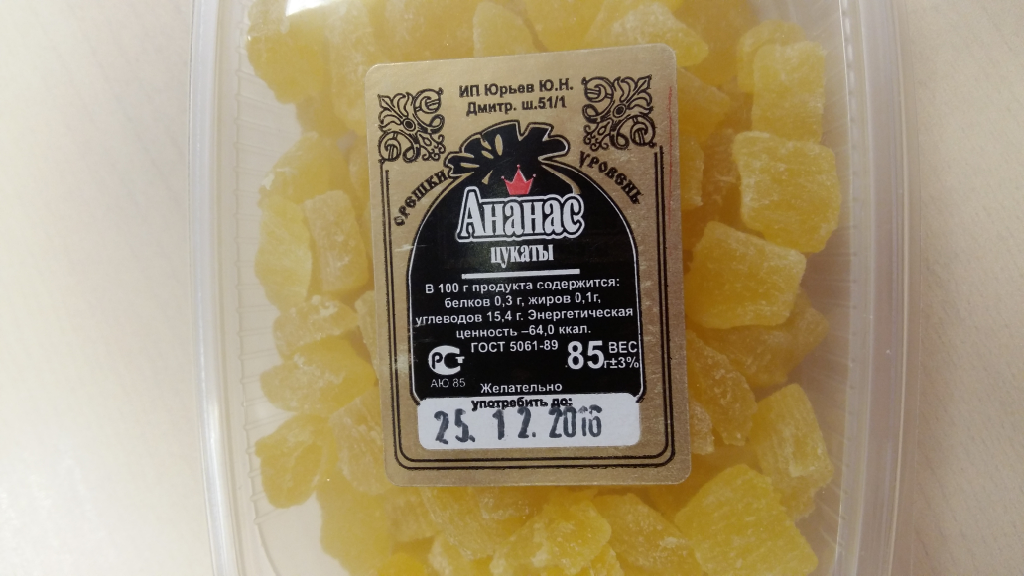 ИП Юрьев Ю.Н.
Дмитр. ш.51/1
ОРЕШКИ УРОВЕНЬ
Ананас
цукаты
В 100 г продукта содержится:
белков 0,3 г, жиров 0,1г,
углеводов 15,4 г. Энергетическая
ценность –64,0 ккал.
ГОСТ 5061-89
РСТ
АЮ 85
85 ВЕС
г±3%
Желательно
употребить до:
25. 12. 2016